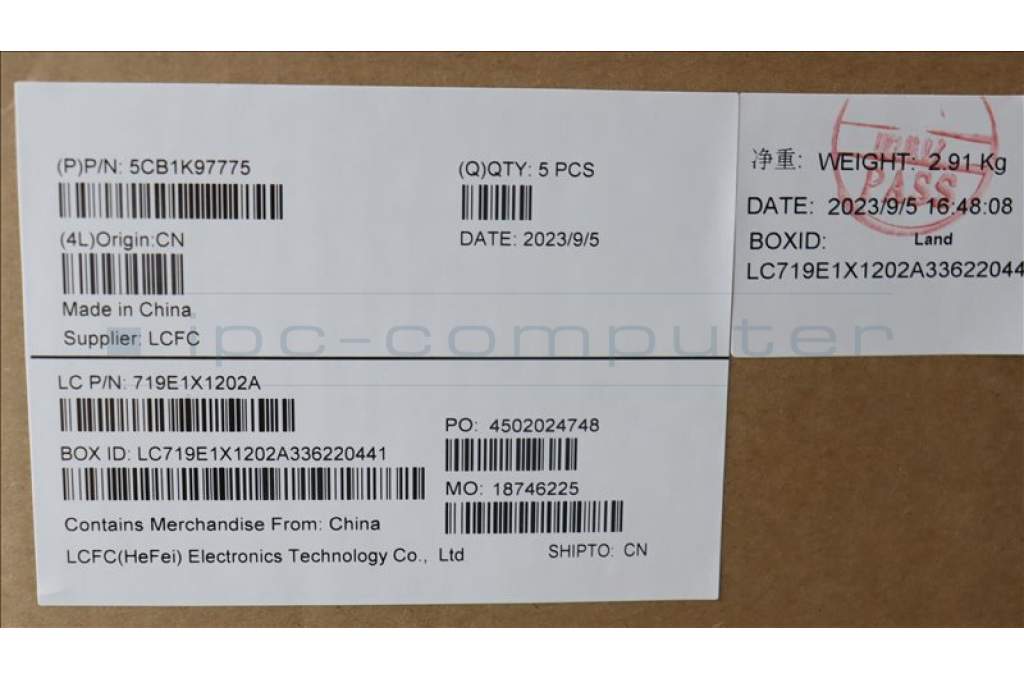 (P)P/N: 5CB1K97775
(Q)QTY: 5 PCS
(4L)Origin:CN
DATE: 2023/9/5
Made in China
Supplier: LCFC
LC P/N: 719E1X1202A
PO: 4502024748
BOX ID: LC719E1X1202A336220441
MO: 18746225
Contains Merchandise From: China
LCFC(HeFei) Electronics Technology Co., Ltd
SHIPTO: CN
净重: WEIGHT: 2.91 Kg
PASS
DATE: 2023/9/5 16:48:08
BOXID: Land
LC719E1X1202A33622044
ipc-computer